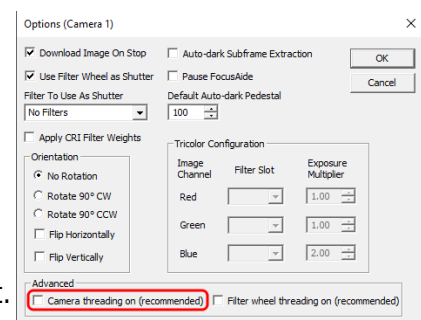 Options (Camera 1)
Download Image On Stop
Auto-dark Subframe Extraction
OK
Use Filter Wheel as Shutter
Pause FocusAide
Cancel
Filter To Use As Shutter
Default Auto-dark Pedestal
No Filters
100
Apply CRI Filter Weights
Tricolor Configuration
Orientation
Image Channel
Filter Slot
Exposure Multiplier
No Rotation
Red
1.00
Rotate 90° CW
Rotate 90° CCW
Green
1.00
Flip Horizontally
Flip Vertically
Blue
2.00
Advanced
Camera threading on (recommended)
Filter wheel threading on (recommended)